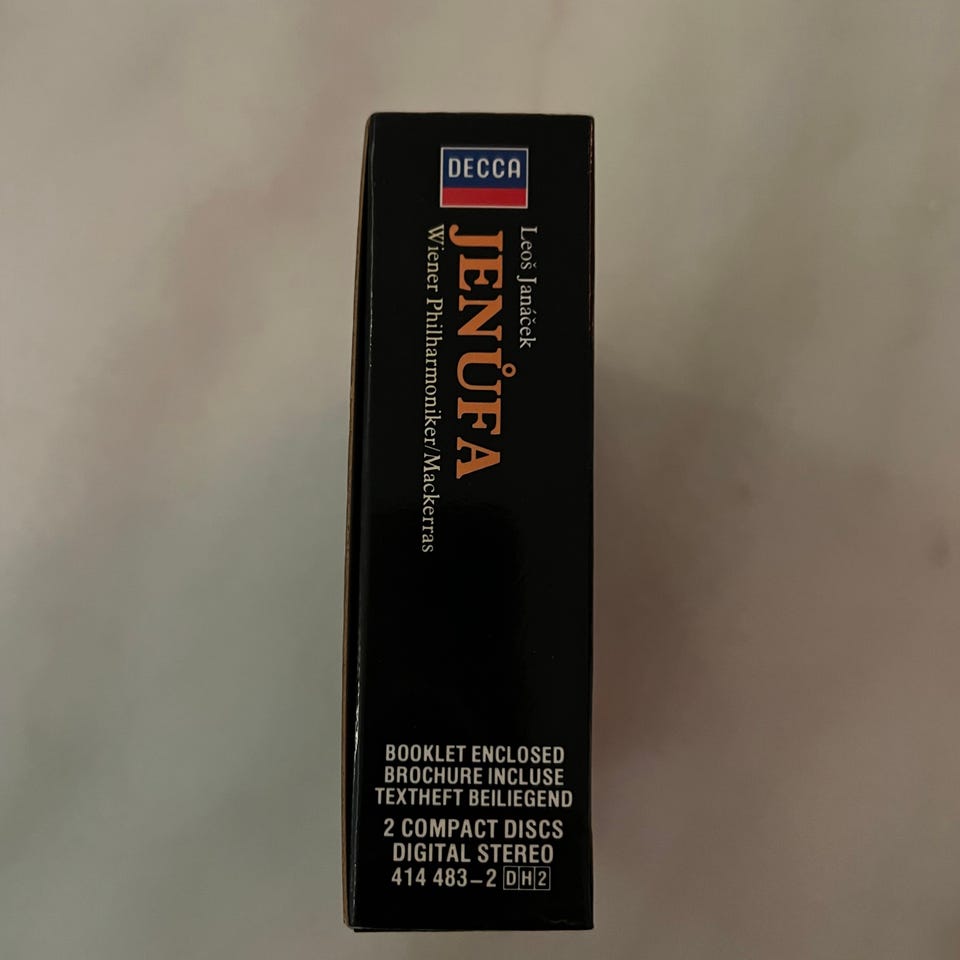 DECCA
Leoš Janáček
JENŮFA
Wiener Philharmoniker/Mackerras
BOOKLET ENCLOSED
BROCHURE INCLUSE
TEXTHEFT BEILIEGEND
2 COMPACT DISCS
DIGITAL STEREO
414 483-2 DH2